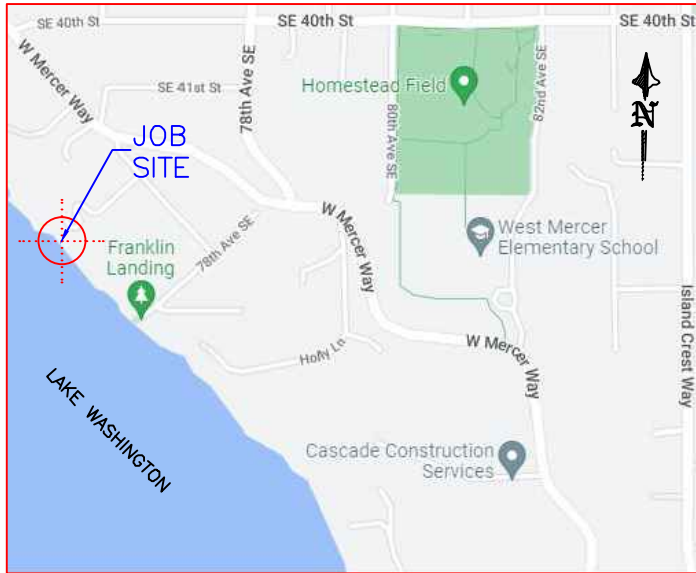 SE 40th St
SE 40th St
SE 40th St
W Mercer Way
78th Ave SE
SE 41st St
Homestead Field
80th Ave SE
82nd Ave SE
N
JOB
SITE
W Mercer Way
78th Ave SE
Franklin
Landing
West Mercer
Elementary School
Island Crest Way
Holly Ln
W Mercer Way
LAKE WASHINGTON
Cascade Construction
Services